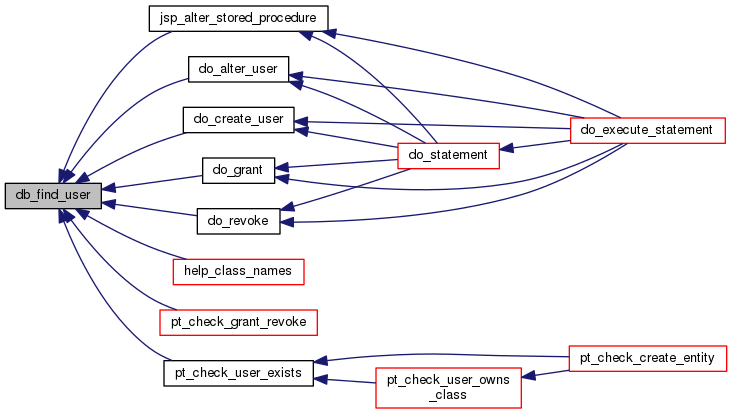 jsp_alter_stored_procedure
do_alter_user
do_create_user
do_execute_statement
do_statement
do_grant
db_find_user
do_revoke
help_class_names
pt_check_grant_revoke
pt_check_create_entity
pt_check_user_exists
pt_check_user_owns
_class